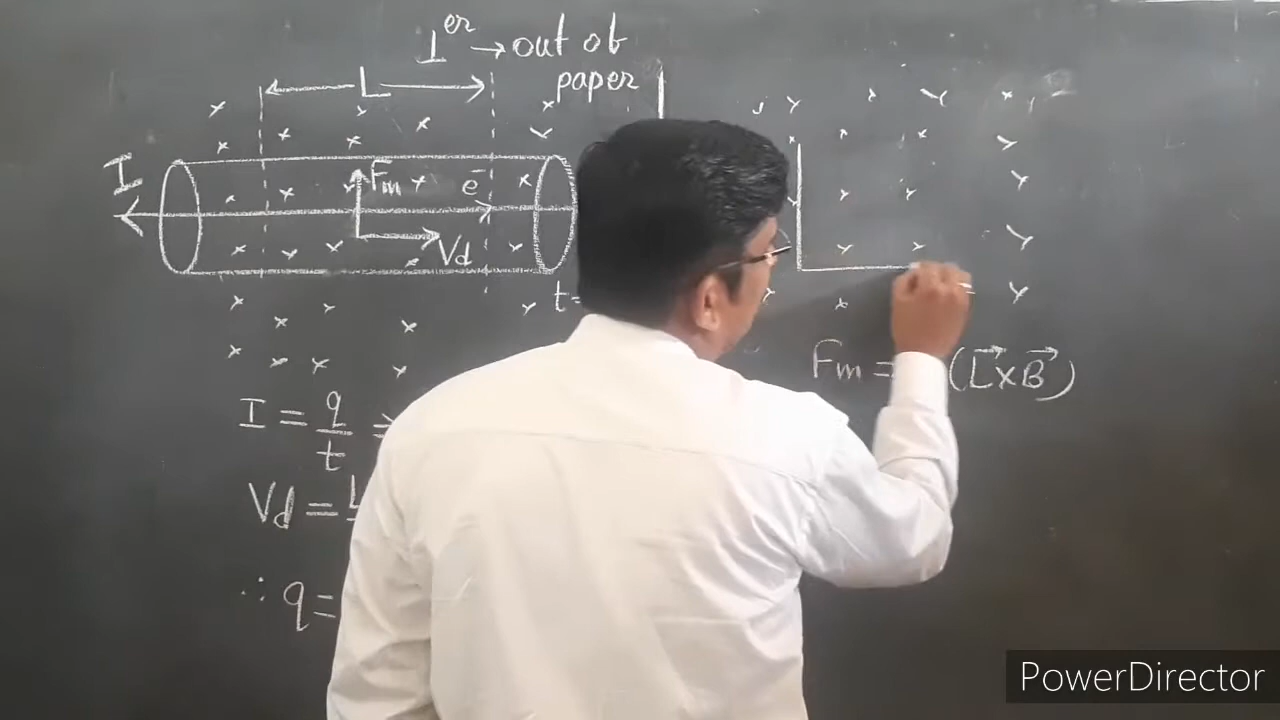 ⊥er → out of
paper
L
I
Fm
e-
Vd
t=
I = q/t ⇒
Vd = L
∴ q =
Fm = (L⃗ × B⃗)
PowerDirector